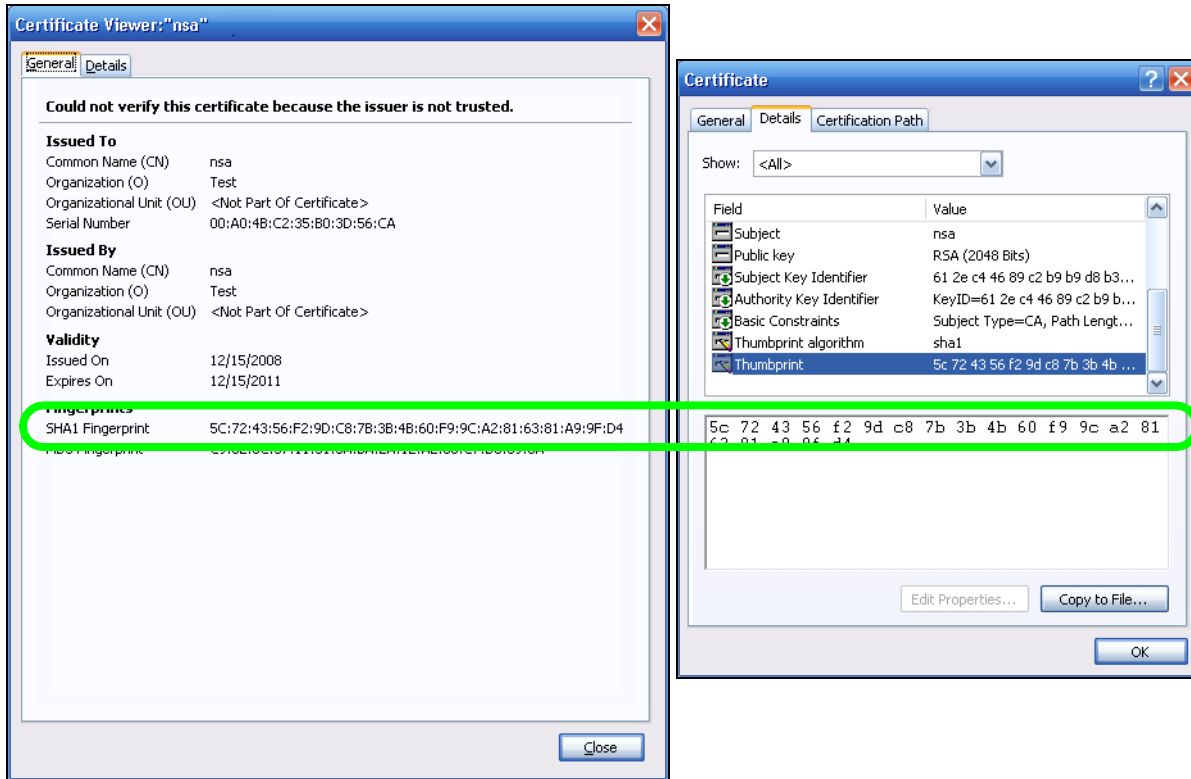 Certificate Viewer:"nsa"
General Details
Could not verify this certificate because the issuer is not trusted.
Issued To
Common Name (CN) nsa
Organization (O) Test
Organizational Unit (OU) <Not Part Of Certificate>
Serial Number 00:A0:4B:C2:35:B0:3D:56:CA
Issued By
Common Name (CN) nsa
Organization (O) Test
Organizational Unit (OU) <Not Part Of Certificate>
Validity
Issued On 12/15/2008
Expires On 12/15/2011
Fingerprints
SHA1 Fingerprint 5C:72:43:56:F2:9D:C8:7B:3B:4B:60:F9:9C:A2:81:63:81:A9:9F:D4
Close
Certificate
General Details Certification Path
Show: <All>
Field Value
Subject nsa
Public key RSA (2048 Bits)
Subject Key Identifier 61 2e c4 46 89 c2 b9 b9 d8 b3...
Authority Key Identifier KeyID=61 2e c4 46 89 c2 b9 b...
Basic Constraints Subject Type=CA, Path Lengt...
Thumbprint algorithm sha1
Thumbprint 5c 72 43 56 f2 9d c8 7b 3b 4b ...
5c 72 43 56 f2 9d c8 7b 3b 4b 60 f9 9c a2 81
63 81 a9 9f d4
Edit Properties... Copy to File...
OK